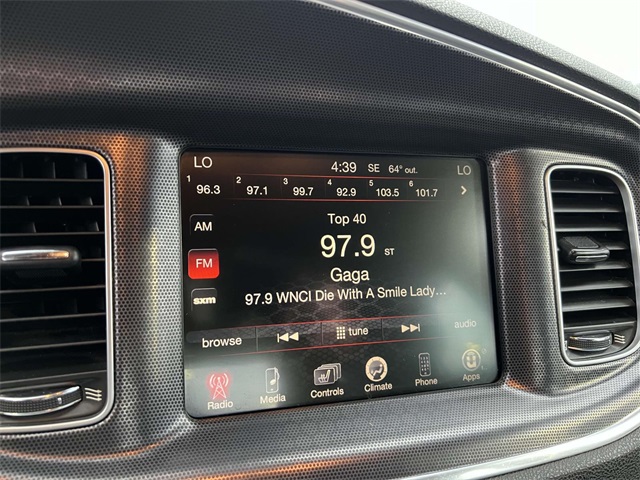 LO 4:39 SE 64° out. LO
1 96.3 2 97.1 3 99.7 4 92.9 5 103.5 6 101.7
AM
Top 40
97.9 ST
FM
Gaga
sxm
97.9 WNCI Die With A Smile Lady...
browse tune audio
Radio Media Controls Climate Phone Apps